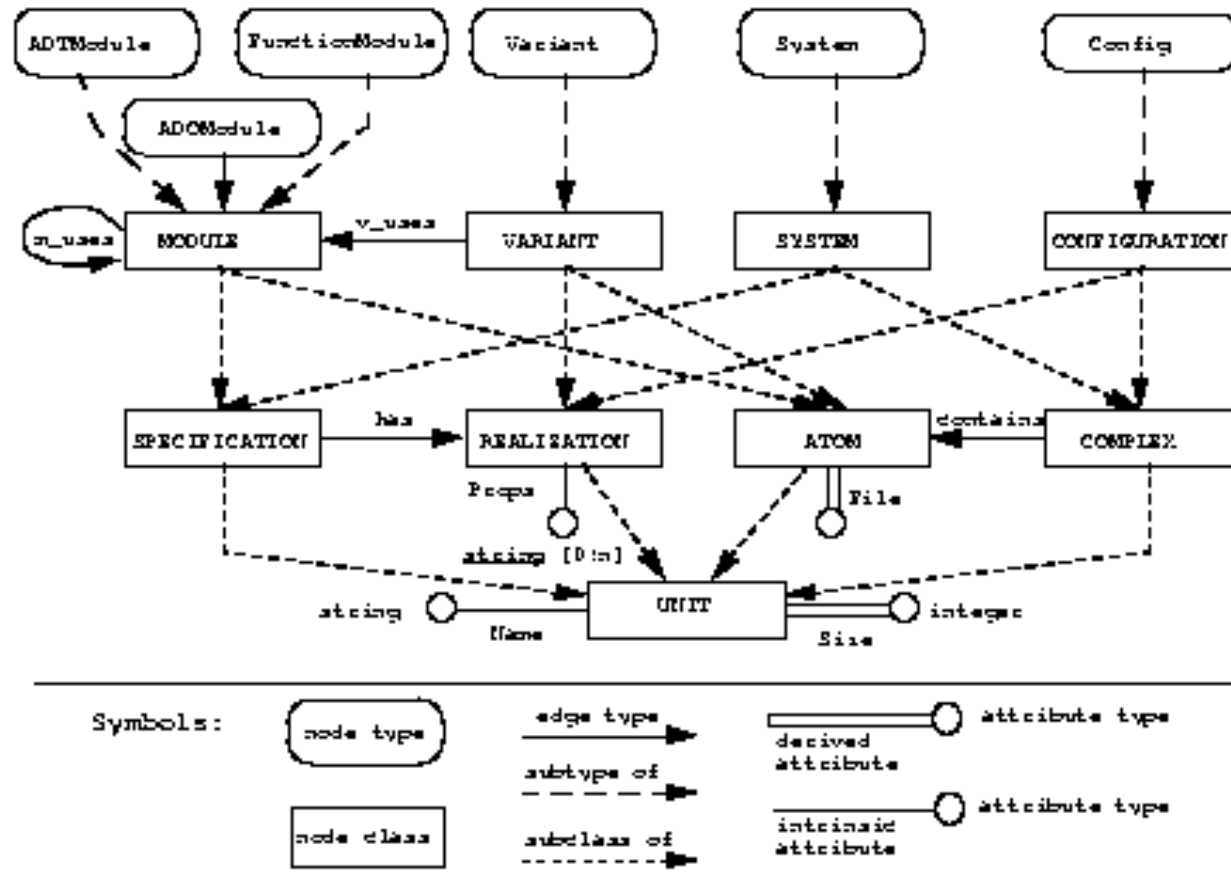 ADTModule
FunctionModule
Variant
System
Config
ADOModule
m_uses
MODULE
v_uses
VARIANT
SYSTEM
CONFIGURATION
SPECIFICATION
has
REALIZATION
ATOM
contains
COMPLEX
Props
File
string [0:n]
string
Name
UNIT
Size
integer
Symbols:
node type
edge type
attribute type
derived
attribute
subtype of
node class
subclass of
attribute type
intrinsid
attribute